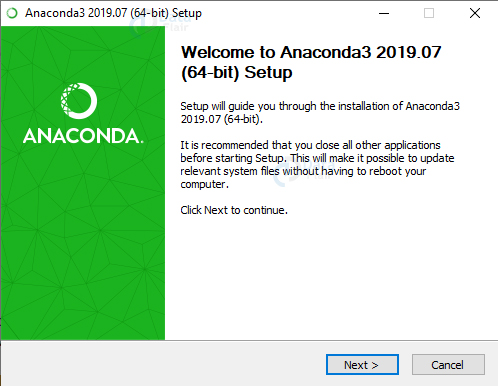 Anaconda3 2019.07 (64-bit) Setup
Welcome to Anaconda3 2019.07
(64-bit) Setup
ANACONDA.
Setup will guide you through the installation of Anaconda3
2019.07 (64-bit).
It is recommended that you close all other applications
before starting Setup. This will make it possible to update
relevant system files without having to reboot your
computer.
Click Next to continue.
Next >
Cancel